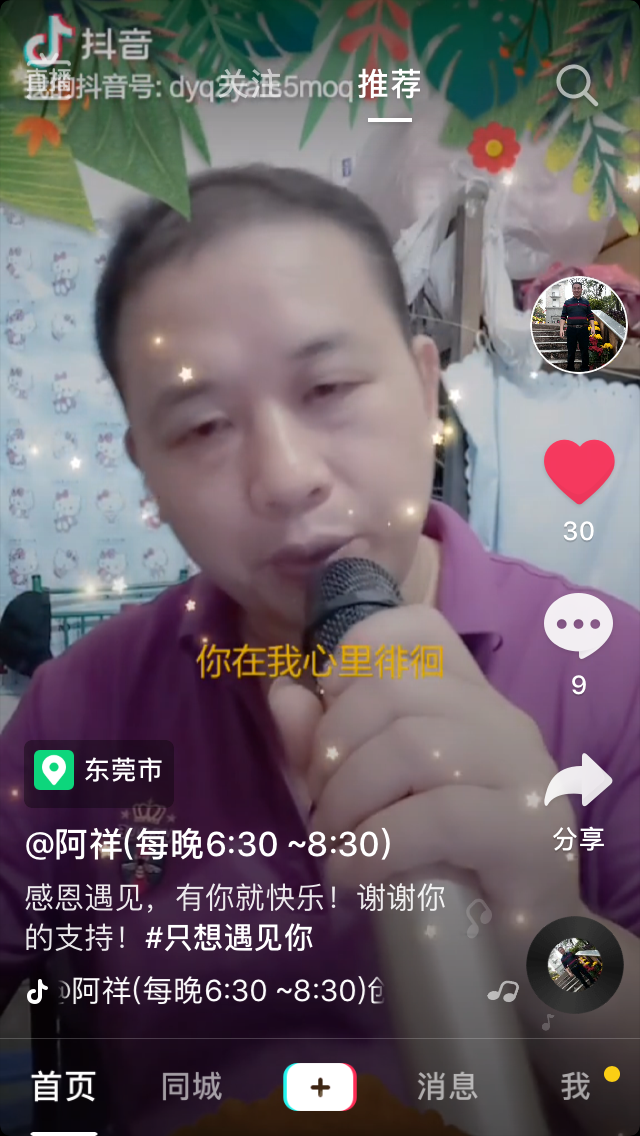 抖音
直播
关注
推荐
抖音号: dyq
5moq
你在我心里徘徊
30
9
分享
东莞市
@阿祥(每晚6:30 ~8:30)
感恩遇见，有你就快乐！谢谢你
的支持！#只想遇见你
@阿祥(每晚6:30 ~8:30)创
首页
同城
消息
我